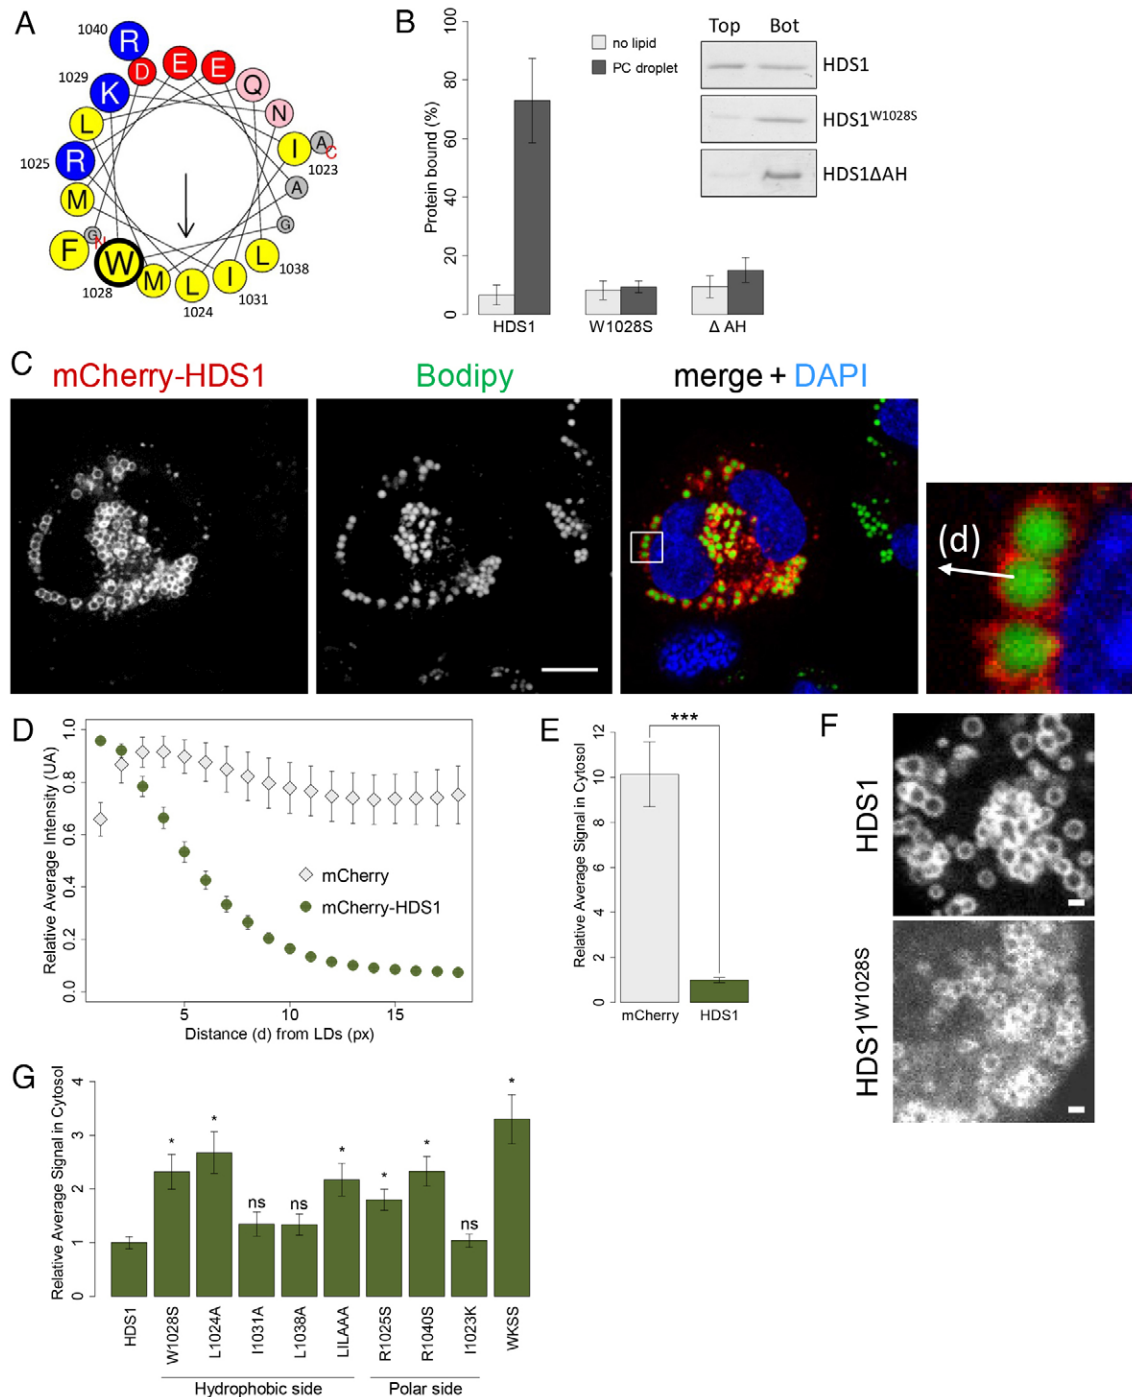 A
1040
R
D
E
E
1029
K
Q
N
L
I
A
C
1025
R
1023
A
M
G
G
F
N
W
M
L
I
L
1038
1028
1031
1024
B
Protein bound (%)
100
80
60
40
20
0
no lipid
PC droplet
HDS1
W1028S
Δ AH
Top Bot
HDS1
HDS1W1028S
HDS1ΔAH
C
mCherry-HDS1
Bodipy
merge + DAPI
(d)
D
Relative Average Intensity (UA)
1.0
0.8
0.6
0.4
0.2
0.0
mCherry
mCherry-HDS1
5 10 15
Distance (d) from LDs (px)
E
Relative Average Signal in Cytosol
12
10
8
6
4
2
0
***
mCherry HDS1
F
HDS1
HDS1W1028S
G
Relative Average Signal in Cytosol
4
3
2
1
0
* * ns ns * * * ns *
HDS1
W1028S
L1024A
I1031A
L1038A
LILAAA
R1025S
R1040S
I1023K
WKSS
Hydrophobic side
Polar side